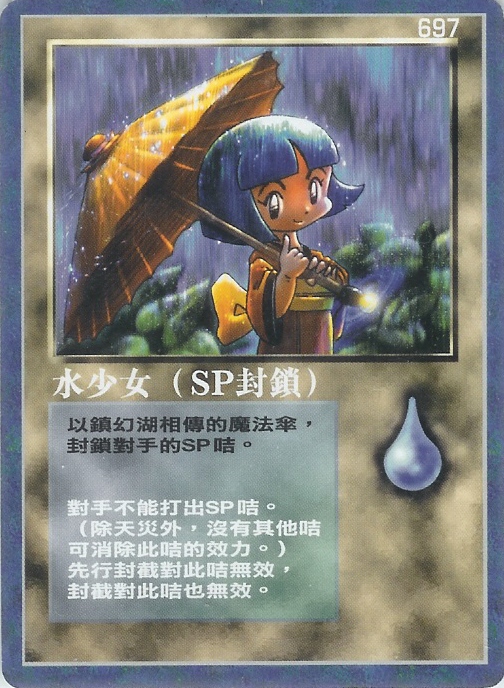 697
水少女（SP封鎖）
以鎮幻湖相傳的魔法傘，
封鎖對手的SP咭。
對手不能打出SP咭。
（除天災外，沒有其他咭
可消除此咭的效力。）
先行封截對此咭無效，
封截對此咭也無效。